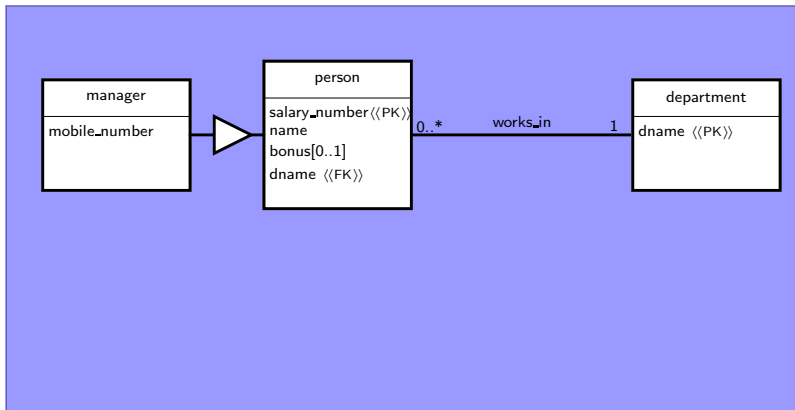 manager
mobile_number
person
salary_number⟨⟨PK⟩⟩
name
bonus[0..1]
dname ⟨⟨FK⟩⟩
0..* works_in 1
department
dname ⟨⟨PK⟩⟩